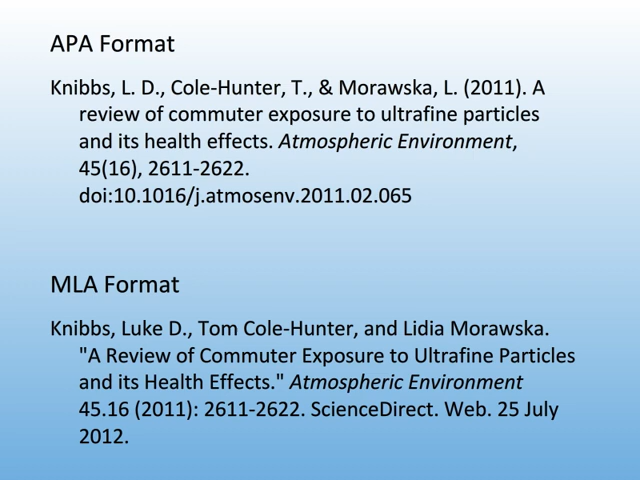 APA Format
Knibbs, L. D., Cole-Hunter, T., & Morawska, L. (2011). A
review of commuter exposure to ultrafine particles
and its health effects. Atmospheric Environment,
45(16), 2611-2622.
doi:10.1016/j.atmosenv.2011.02.065
MLA Format
Knibbs, Luke D., Tom Cole-Hunter, and Lidia Morawska.
"A Review of Commuter Exposure to Ultrafine Particles
and its Health Effects." Atmospheric Environment
45.16 (2011): 2611-2622. ScienceDirect. Web. 25 July
2012.